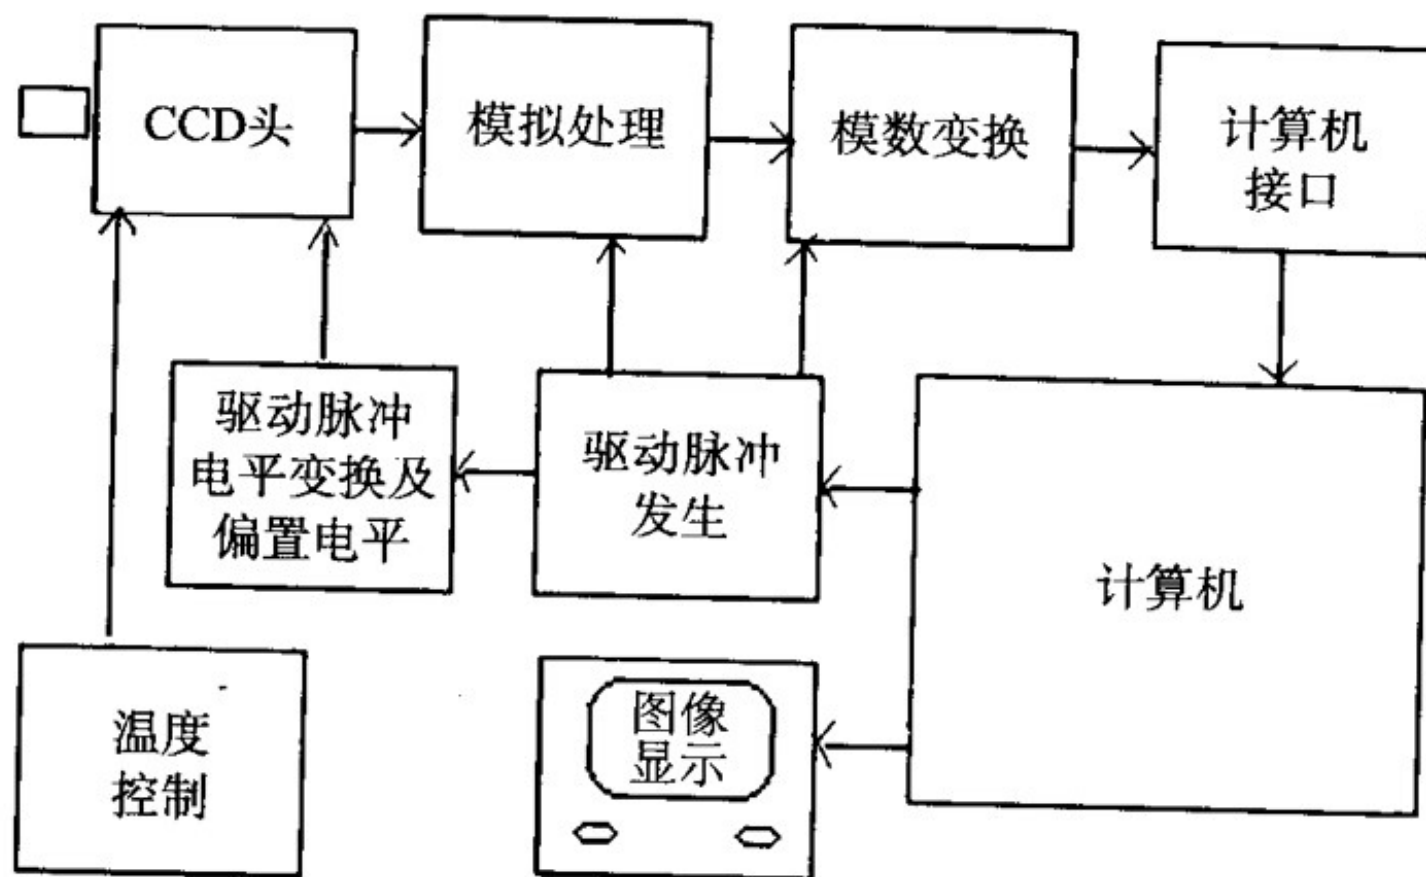 CCD头
模拟处理
模数变换
计算机
接口
驱动脉冲
电平变换及
偏置电平
驱动脉冲
发生
计算机
温度
控制
图像
显示